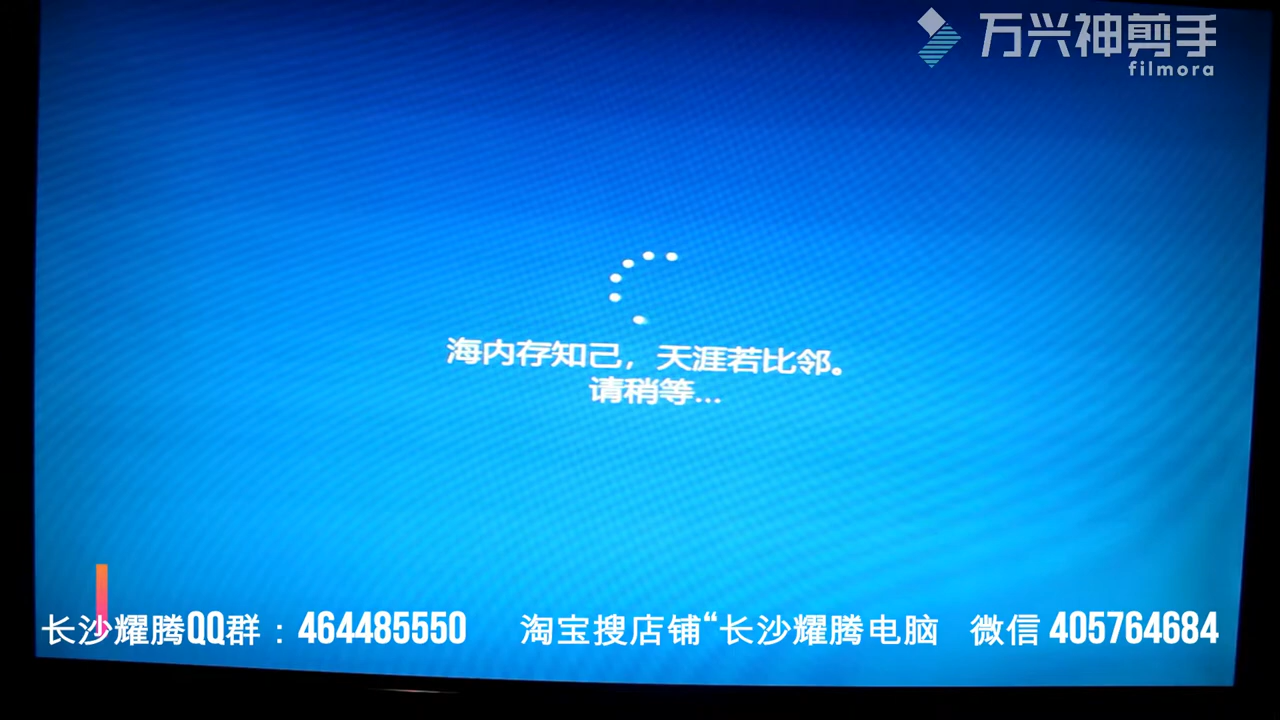 万兴神剪手
filmora
海内存知己，天涯若比邻。
请稍等...
长沙耀腾QQ群：464485550 淘宝搜店铺“长沙耀腾电脑 微信 405764684